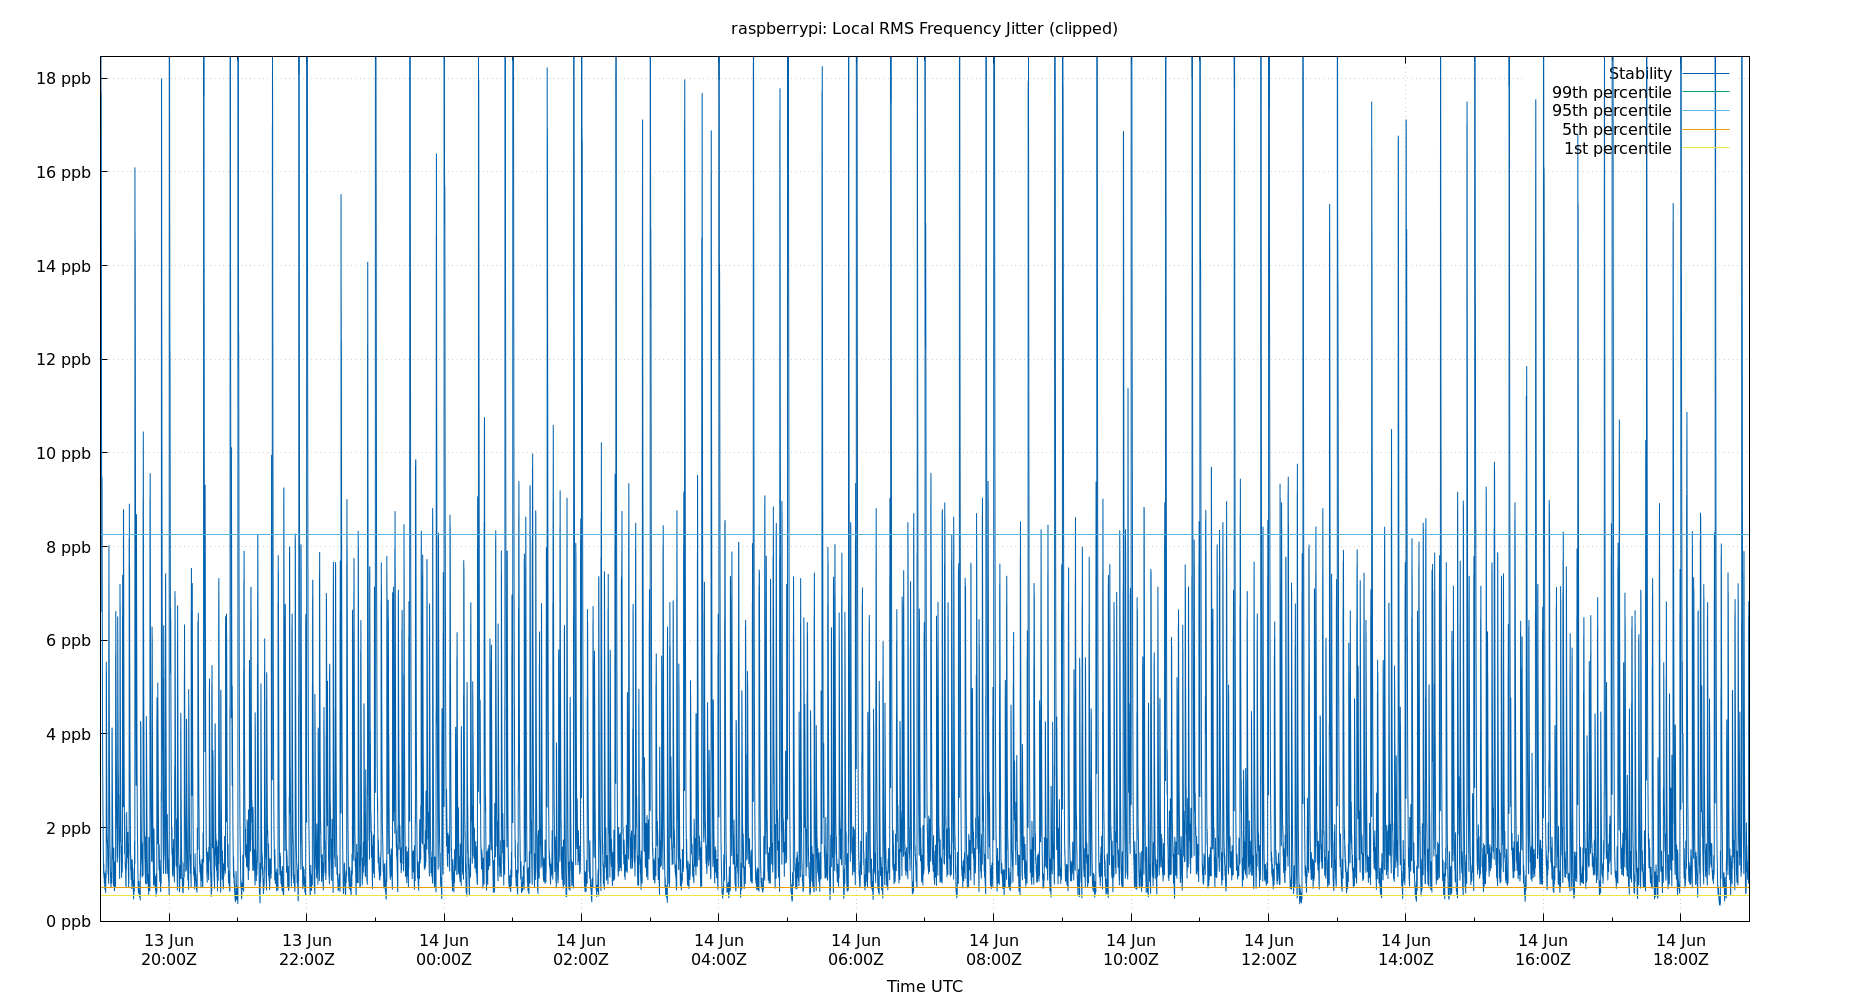 raspberrypi: Local RMS Frequency Jitter (clipped)
18 ppb
16 ppb
14 ppb
12 ppb
10 ppb
8 ppb
6 ppb
4 ppb
2 ppb
0 ppb
Stability
99th percentile
95th percentile
5th percentile
1st percentile
13 Jun
20:00Z
13 Jun
22:00Z
14 Jun
00:00Z
14 Jun
02:00Z
14 Jun
04:00Z
14 Jun
06:00Z
14 Jun
08:00Z
14 Jun
10:00Z
14 Jun
12:00Z
14 Jun
14:00Z
14 Jun
16:00Z
14 Jun
18:00Z
Time UTC